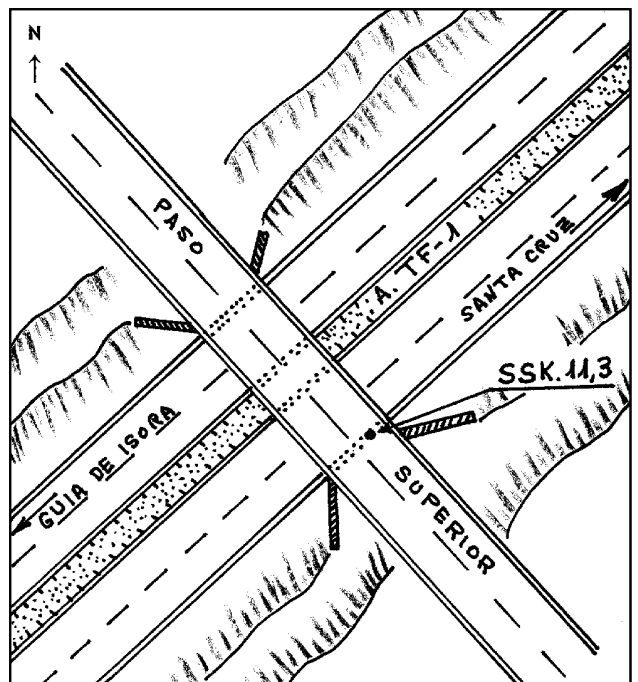 N
PASO
A. TF-1
SANTA CRUZ
SSK.11,3
GUIA DE ISORA
SUPERIOR